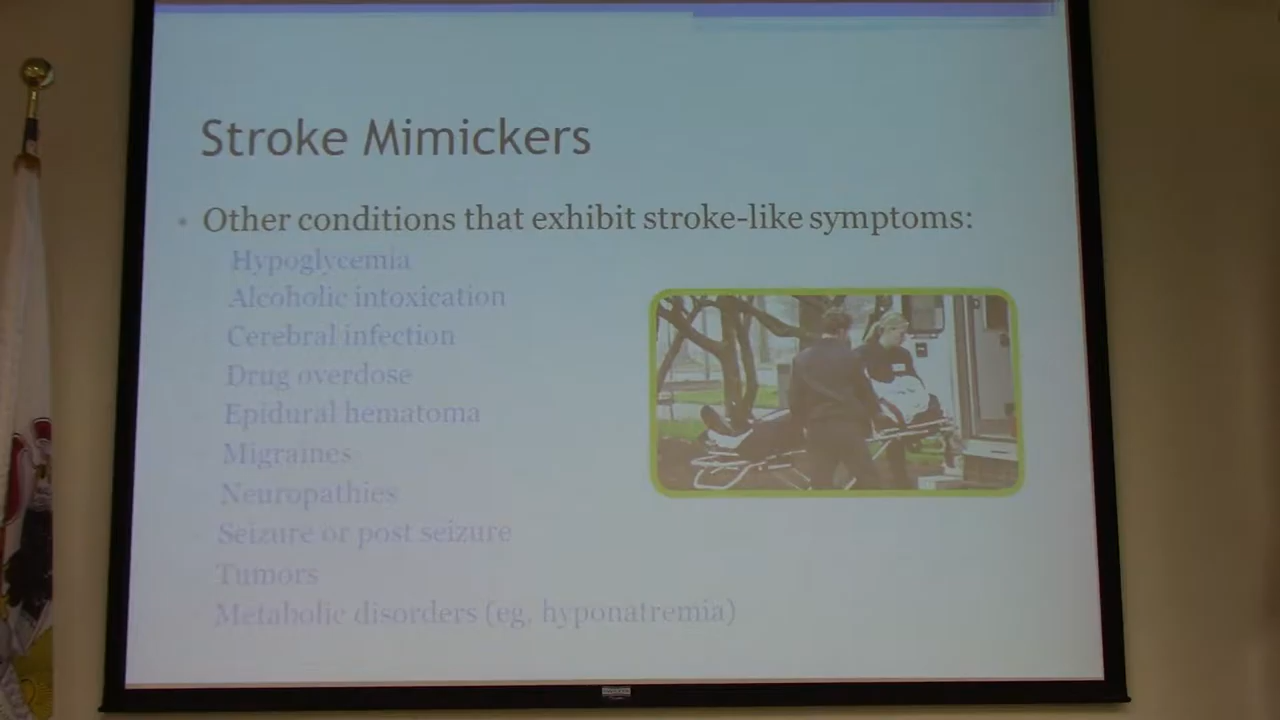 Stroke Mimickers
• Other conditions that exhibit stroke-like symptoms:
Hypoglycemia
Alcoholic intoxication
Cerebral infection
Drug overdose
Epidural hematoma
Migraines
Neuropathies
Seizure or post seizure
Tumors
Metabolic disorders (eg, hyponatremia)